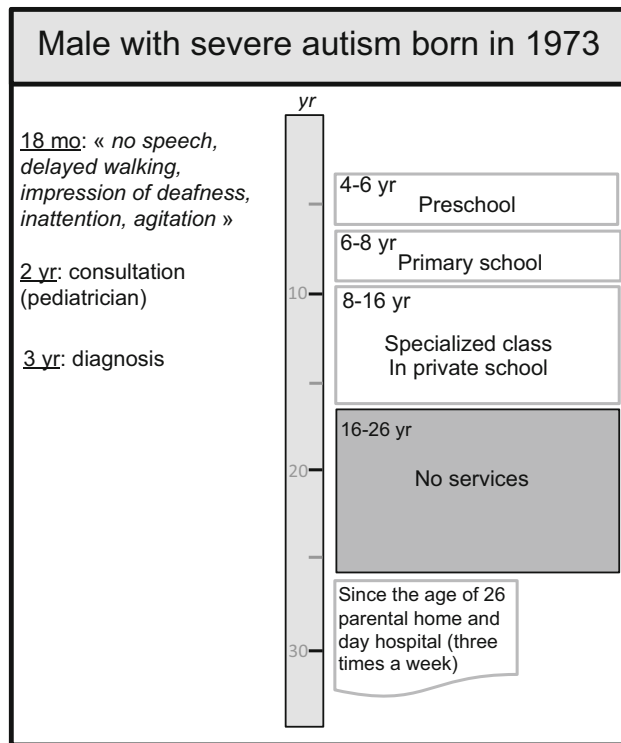 Male with severe autism born in 1973
yr
18 mo: « no speech,
delayed walking,
impression of deafness,
inattention, agitation »
2 yr: consultation
(pediatrician)
3 yr: diagnosis
10
20
30
4-6 yr
Preschool
6-8 yr
Primary school
8-16 yr
Specialized class
In private school
16-26 yr
No services
Since the age of 26
parental home and
day hospital (three
times a week)